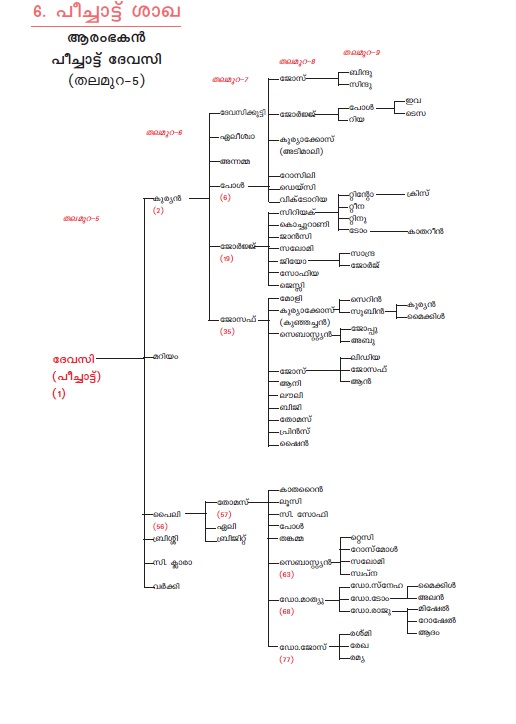 6. പീച്ചാട്ട് ശാഖ
ആരംഭകൻ
പീച്ചാട്ട് ദേവസി
(തലമുറ-5)
തലമുറ-9
തലമുറ-8
തലമുറ-7
തലമുറ-6
തലമുറ-5
ദേവസി
(പീച്ചാട്ട്)
(1)
കുര്യൻ
(2)
മറിയം
പൈലി
(56)
ബ്രിശ്ശി
സി. ക്ലാരാ
വർക്കി
ദേവസിക്കുട്ടി
ഏലീശ്വാ
അന്നമ്മ
പോൾ
(6)
ജോർജ്ജ്
(19)
ജോസഫ്
(35)
തോമസ്
(57)
ഏലി
ബ്രിജിറ്റ്
ജോസ്
ജോർജ്ജ്
കുര്യാക്കോസ്
(അടിമാലി)
റോസിലി
ഡെയ്സി
വിക്ടോറിയ
സിറിയക്
കൊച്ചുറാണി
ജാൻസി
സലോമി
ജിയോ
സോഫിയ
ജെസ്സി
മോളി
കുര്യാക്കോസ്
(കുഞ്ഞച്ചൻ)
സെബാസ്റ്റ്യൻ
ജോസ്
ആനി
ലൗലി
ബീജി
തോമസ്
പ്രിൻസ്
ഷൈൻ
കാതറൈൻ
ലൂസി
സി. സോഫി
പോൾ
തങ്കമ്മ
സെബാസ്റ്റ്യൻ
(63)
ഡോ.മാത്യു
(68)
ഡോ.ജോസ്
(77)
ബിന്ദു
സിന്ദു
പോൾ
റിയ
ഇവ
ടെസ
റ്റിന്റോ
റ്റീന
റ്റിനു
ടോം
ക്രിസ്
കാതറീൻ
സാന്ദ്ര
ജോർജ്
സെറിൻ
സുബിൻ
കുര്യൻ
മൈക്കിൾ
ജോപ്പു
അബു
ലിഡിയ
ജോസഫ്
ആൻ
റ്റെസി
റോസ്മോൾ
സലോമി
സപ്ന
ഡോ.സ്നേഹ
ഡോ.ടോം
ഡോ.രാജു
മൈക്കിൾ
അലൻ
മിഷേൽ
റോഷേൽ
ആദം
രശ്മി
രേഖ
രമ്യ